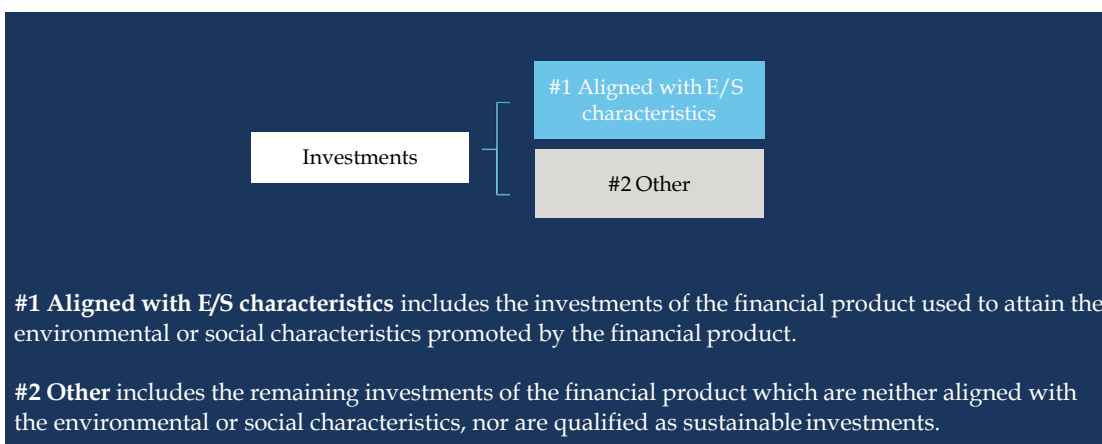 #1 Aligned with E/S
characteristics
Investments
#2 Other
#1 Aligned with E/S characteristics includes the investments of the financial product used to attain the
environmental or social characteristics promoted by the financial product.
#2 Other includes the remaining investments of the financial product which are neither aligned with
the environmental or social characteristics, nor are qualified as sustainable investments.